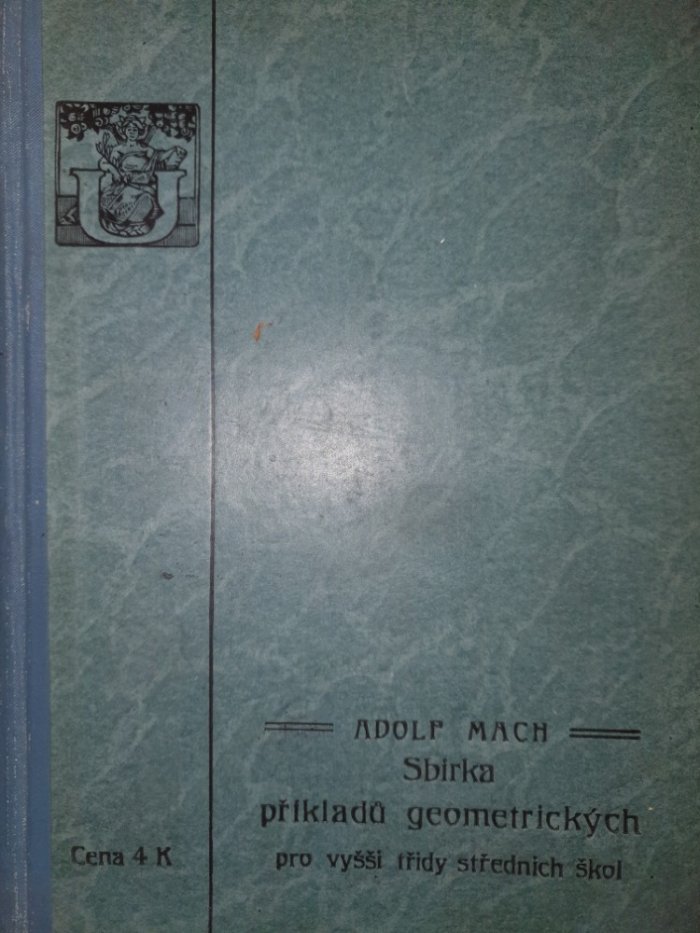 U
ADOLF MACH
Sbírka
příkladů geometrických
pro vyšší třídy středních škol
Cena 4 K